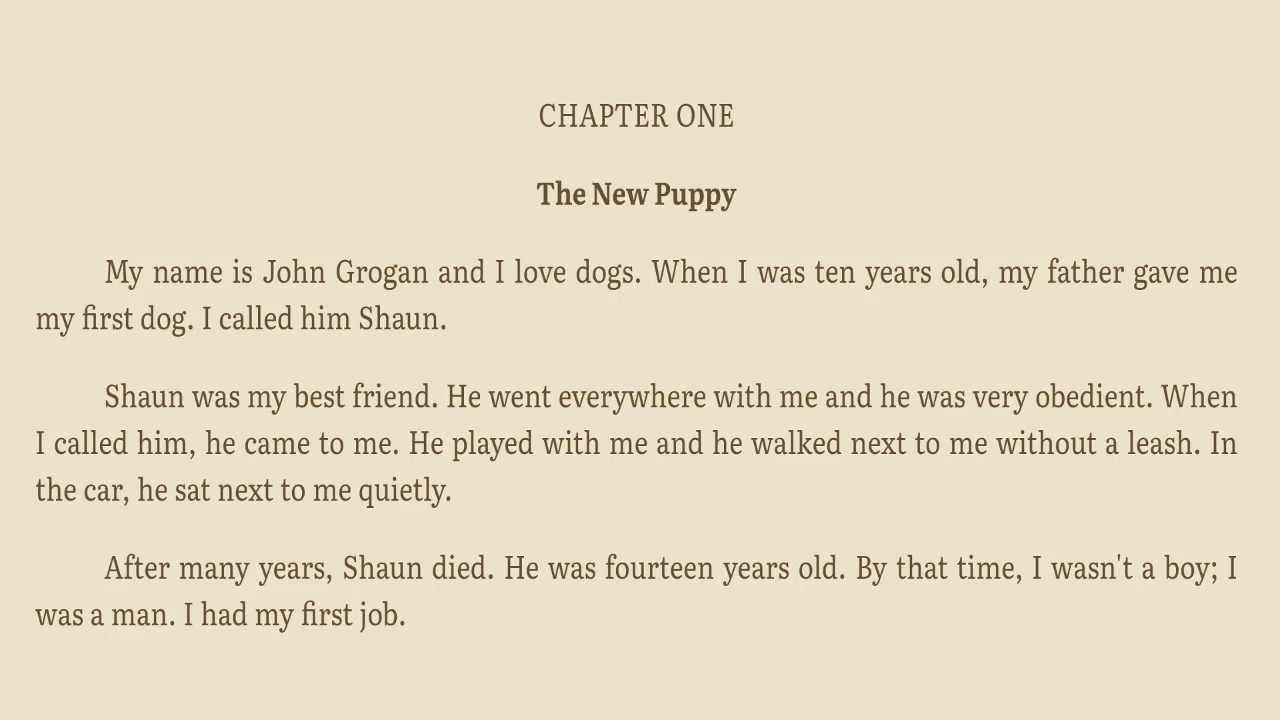 CHAPTER ONE
The New Puppy
My name is John Grogan and I love dogs. When I was ten years old, my father gave me
my first dog. I called him Shaun.
Shaun was my best friend. He went everywhere with me and he was very obedient. When
I called him, he came to me. He played with me and he walked next to me without a leash. In
the car, he sat next to me quietly.
After many years, Shaun died. He was fourteen years old. By that time, I wasn't a boy; I
was a man. I had my first job.